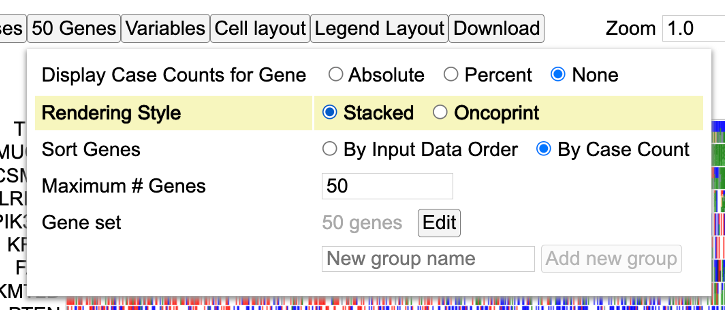 es 50 Genes Variables Cell layout Legend Layout Download Zoom 1.0
Display Case Counts for Gene Absolute Percent None
Rendering Style Stacked Oncoprint
Sort Genes By Input Data Order By Case Count
Maximum # Genes 50
Gene set 50 genes Edit
New group name Add new group
T
MU
CSM
LRI
PIK3
KF
F
KMT
PTEN